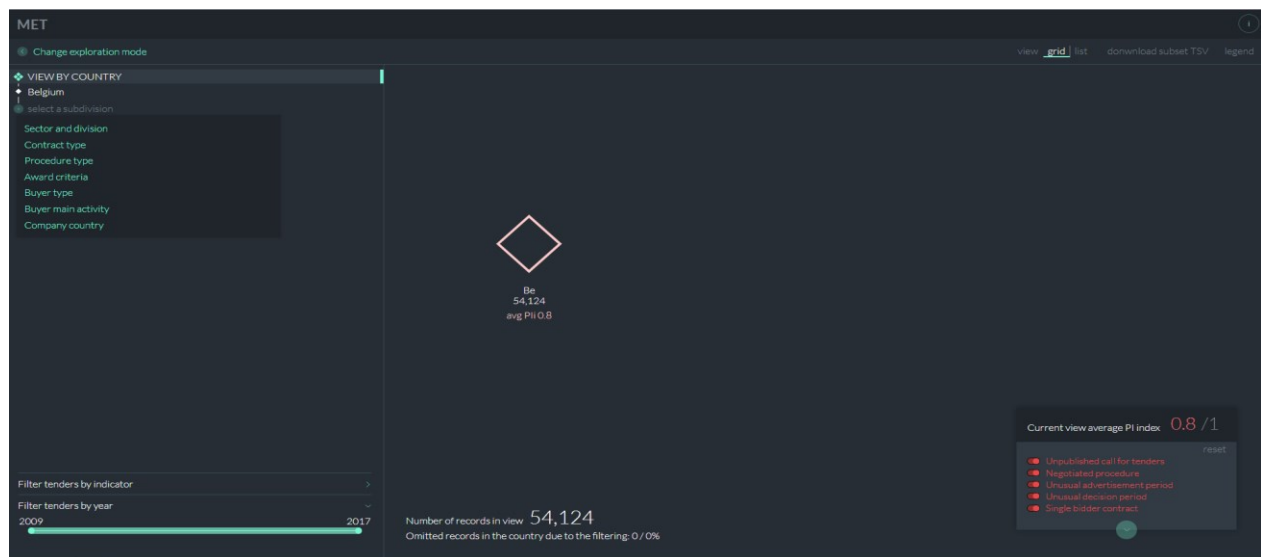 MET
i
Change exploration mode
view grid list donwnload subset TSV legend
VIEW BY COUNTRY
Belgium
select a subdivision
Sector and division
Contract type
Procedure type
Award criteria
Buyer type
Buyer main activity
Company country
Be
54,124
avg PIi 0.8
Current view average PI index 0.8 /1
reset
Unpublished call for tenders
Negotiated procedure
Unusual advertisement period
Unusual decision period
Single bidder contract
Filter tenders by indicator
Filter tenders by year
2009 2017
Number of records in view 54,124
Omitted records in the country due to the filtering: 0 / 0%